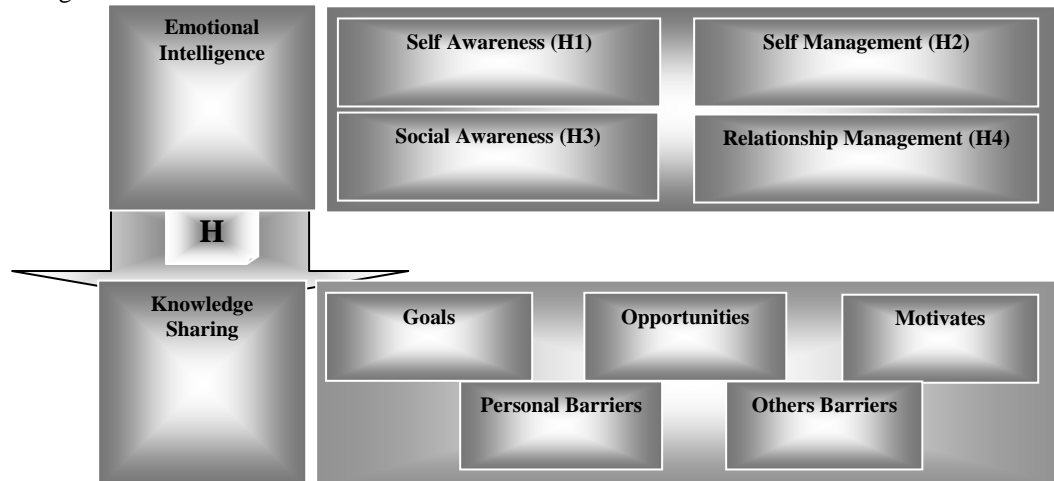 Emotional
Intelligence
Self Awareness (H1)
Self Management (H2)
Social Awareness (H3)
Relationship Management (H4)
H
Knowledge
Sharing
Goals
Opportunities
Motivates
Personal Barriers
Others Barriers